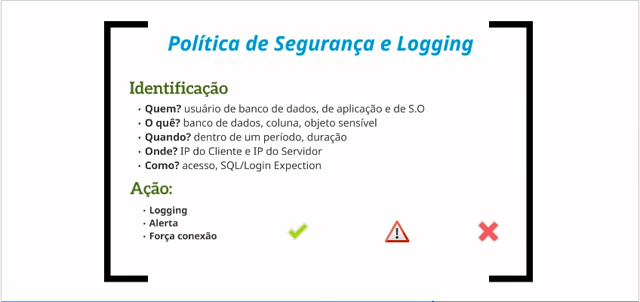 Política de Segurança e Logging
Identificação
• Quem? usuário de banco de dados, de aplicação e de S.O
• O quê? banco de dados, coluna, objeto sensível
• Quando? dentro de um período, duração
• Onde? IP do Cliente e IP do Servidor
• Como? acesso, SQL/Login Expection
Ação:
• Logging
• Alerta
• Força conexão